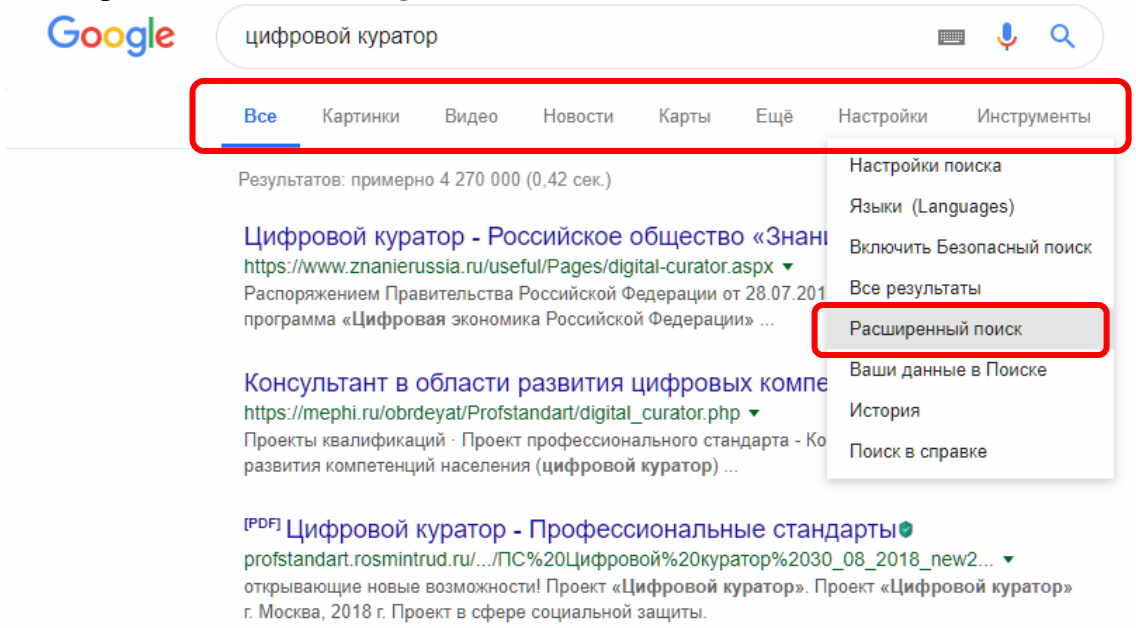 Google
цифровой куратор
Все Картинки Видео Новости Карты Ещё Настройки Инструменты
Результатов: примерно 4 270 000 (0,42 сек.)
Настройки поиска
Языки (Languages)
Включить Безопасный поиск
Все результаты
Расширенный поиск
Ваши данные в Поиске
История
Поиск в справке
Цифровой куратор - Российское общество «Знани
https://www.znanierussia.ru/useful/Pages/digital-curator.aspx
Распоряжением Правительства Российской Федерации от 28.07.201
программа «Цифровая экономика Российской Федерации» ...
Консультант в области развития цифровых компе
https://mephi.ru/obrdeyat/Profstandart/digital_curator.php
Проекты квалификаций · Проект профессионального стандарта - Ко
развития компетенций населения (цифровой куратор) ...
[PDF] Цифровой куратор - Профессиональные стандарты
profstandart.rosmintrud.ru/.../ПС%20Цифровой%20куратор%2030_08_2018_new2...
открывающие новые возможности! Проект «Цифровой куратор». Проект «Цифровой куратор»
г. Москва, 2018 г. Проект в сфере социальной защиты.